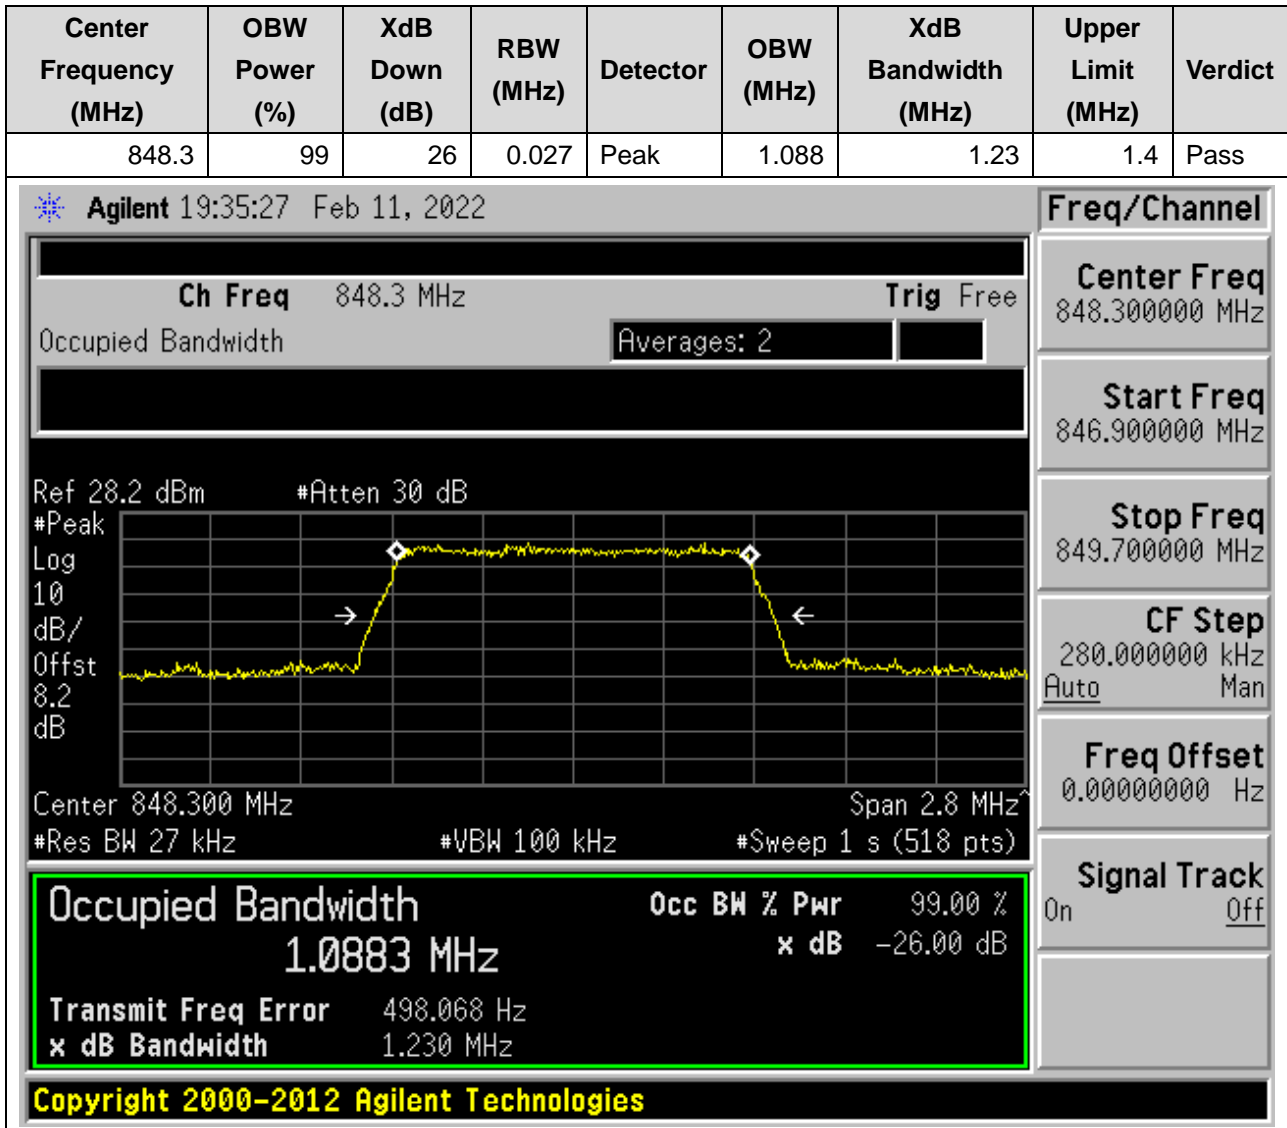 Center Frequency (MHz) OBW Power (%) XdB Down (dB) RBW (MHz) Detector OBW (MHz) XdB Bandwidth (MHz) Upper Limit (MHz) Verdict
848.3 99 26 0.027 Peak 1.088 1.23 1.4 Pass
Agilent 19:35:27 Feb 11, 2022
Ch Freq 848.3 MHz Trig Free
Occupied Bandwidth Averages: 2
Ref 28.2 dBm #Atten 30 dB
#Peak
Log
10
dB/
Offst
8.2
dB
Center 848.300 MHz Span 2.8 MHz^
#Res BW 27 kHz #VBW 100 kHz #Sweep 1 s (518 pts)
Occupied Bandwidth Occ BW % Pwr 99.00 %
1.0883 MHz x dB -26.00 dB
Transmit Freq Error 498.068 Hz
x dB Bandwidth 1.230 MHz
Copyright 2000-2012 Agilent Technologies
Freq/Channel
Center Freq
848.300000 MHz
Start Freq
846.900000 MHz
Stop Freq
849.700000 MHz
CF Step
280.000000 kHz
Auto Man
Freq Offset
0.00000000 Hz
Signal Track
On Off